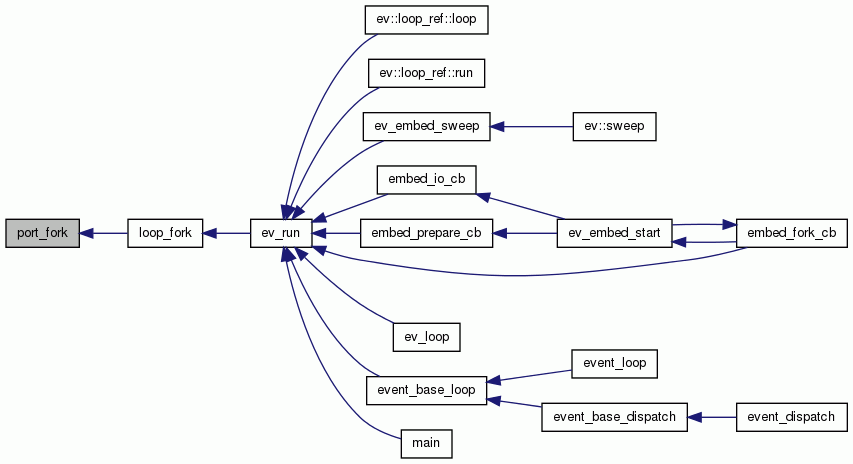 ev::loop_ref::loop
ev::loop_ref::run
ev_embed_sweep
ev::sweep
embed_io_cb
port_fork
loop_fork
ev_run
embed_prepare_cb
ev_embed_start
embed_fork_cb
ev_loop
event_loop
event_base_loop
event_base_dispatch
event_dispatch
main